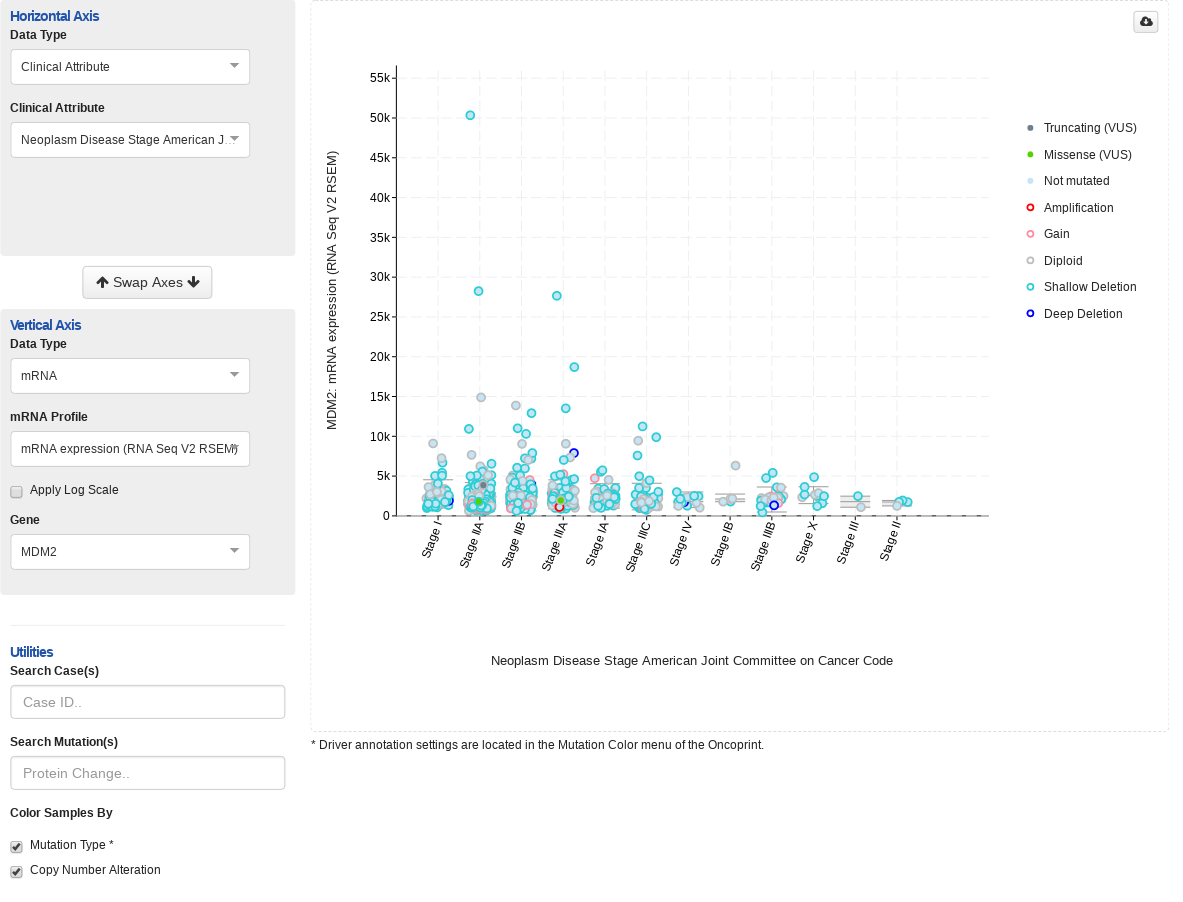 Horizontal Axis
Data Type
Clinical Attribute
Clinical Attribute
Neoplasm Disease Stage American J...
Swap Axes
Vertical Axis
Data Type
mRNA
mRNA Profile
mRNA expression (RNA Seq V2 RSEM)
Apply Log Scale
Gene
MDM2
Utilities
Search Case(s)
Case ID..
Search Mutation(s)
Protein Change..
Color Samples By
Mutation Type *
Copy Number Alteration
MDM2: mRNA expression (RNA Seq V2 RSEM)
55k
50k
45k
40k
35k
30k
25k
20k
15k
10k
5k
0
Stage I
Stage IIA
Stage IIB
Stage IIIA
Stage IA
Stage IIIC
Stage IV
Stage IB
Stage IIIB
Stage X
Stage III
Stage II
Neoplasm Disease Stage American Joint Committee on Cancer Code
Truncating (VUS)
Missense (VUS)
Not mutated
Amplification
Gain
Diploid
Shallow Deletion
Deep Deletion
* Driver annotation settings are located in the Mutation Color menu of the Oncoprint.